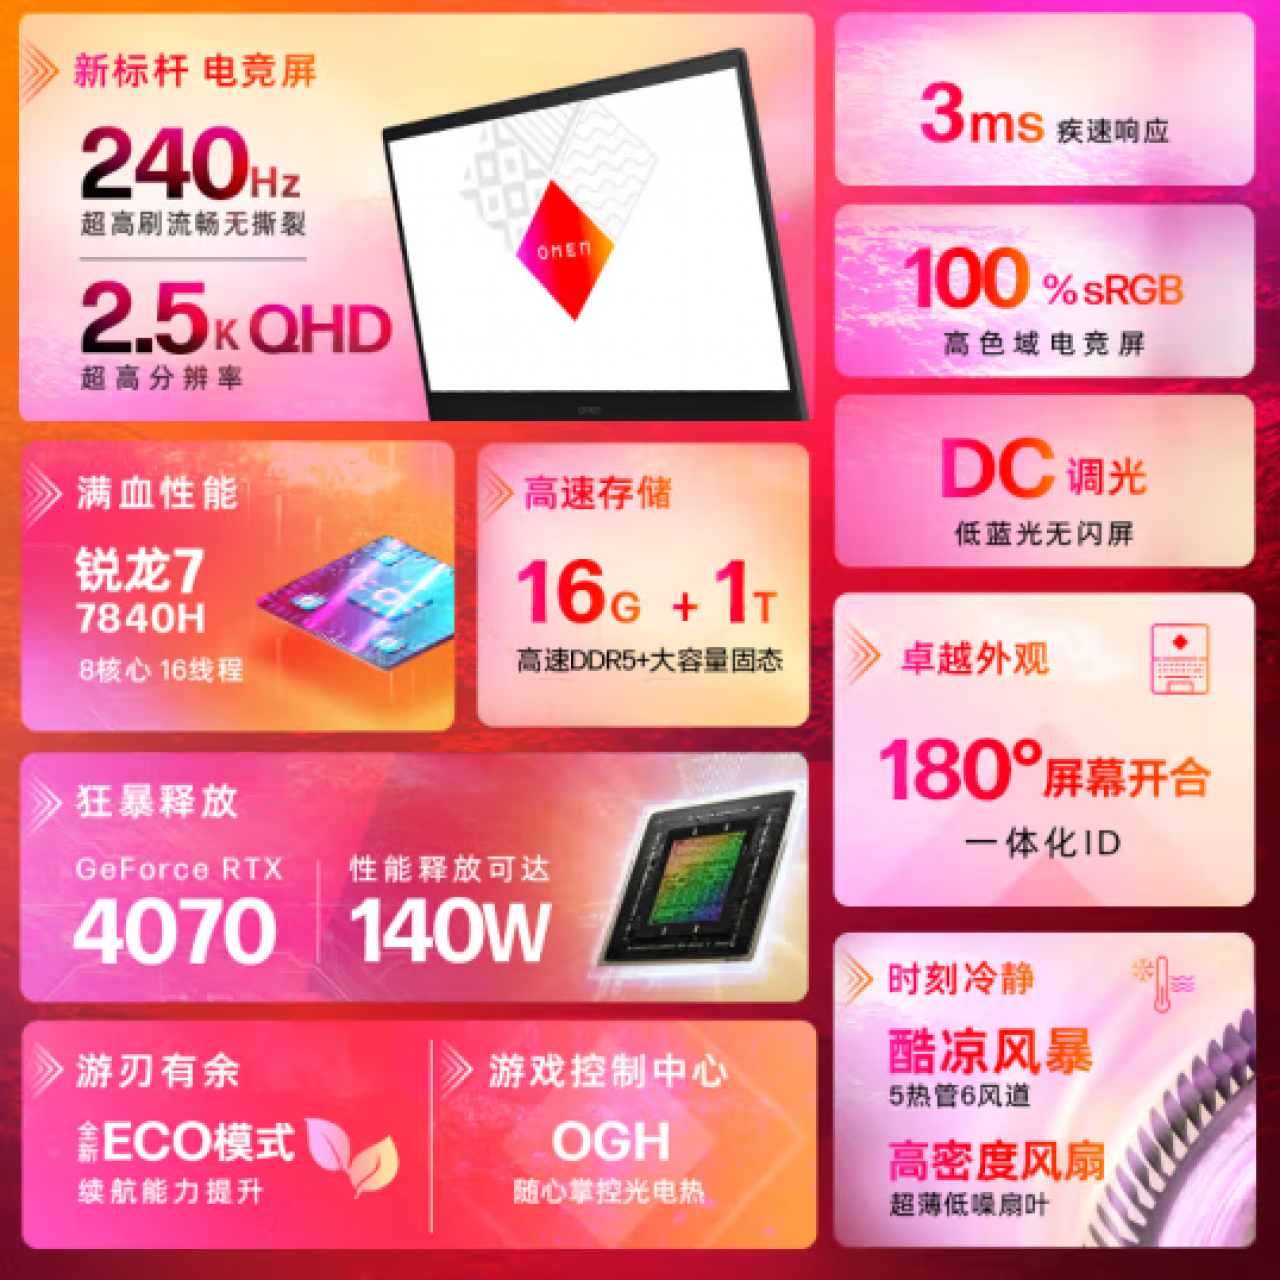 新标杆 电竞屏
240Hz
超高刷流畅无撕裂
2.5K QHD
超高分辨率
OMEN
3ms 疾速响应
100%sRGB
高色域电竞屏
DC调光
低蓝光无闪屏
满血性能
锐龙7
7840H
8核心 16线程
高速存储
16G + 1T
高速DDR5+大容量固态
卓越外观
180°屏幕开合
一体化ID
狂暴释放
GeForce RTX
4070
性能释放可达
140W
时刻冷静
酷凉风暴
5热管6风道
高密度风扇
超薄低噪扇叶
游刃有余
全新ECO模式
续航能力提升
游戏控制中心
OGH
随心掌控光电热